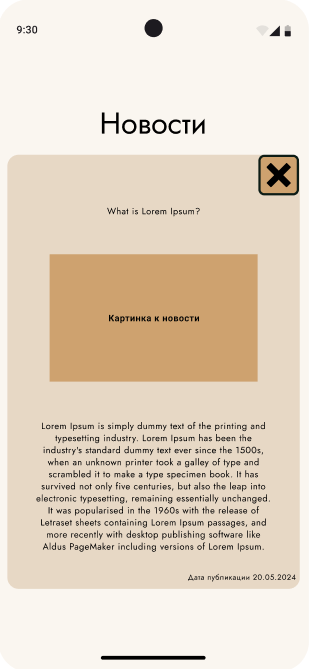 9:30
Новости
What is Lorem Ipsum?
Картинка к новости
Lorem Ipsum is simply dummy text of the printing and
typesetting industry. Lorem Ipsum has been the
industry's standard dummy text ever since the 1500s,
when an unknown printer took a galley of type and
scrambled it to make a type specimen book. It has
survived not only five centuries, but also the leap into
electronic typesetting, remaining essentially unchanged.
It was popularised in the 1960s with the release of
Letraset sheets containing Lorem Ipsum passages, and
more recently with desktop publishing software like
Aldus PageMaker including versions of Lorem Ipsum.
Дата публикации 20.05.2024